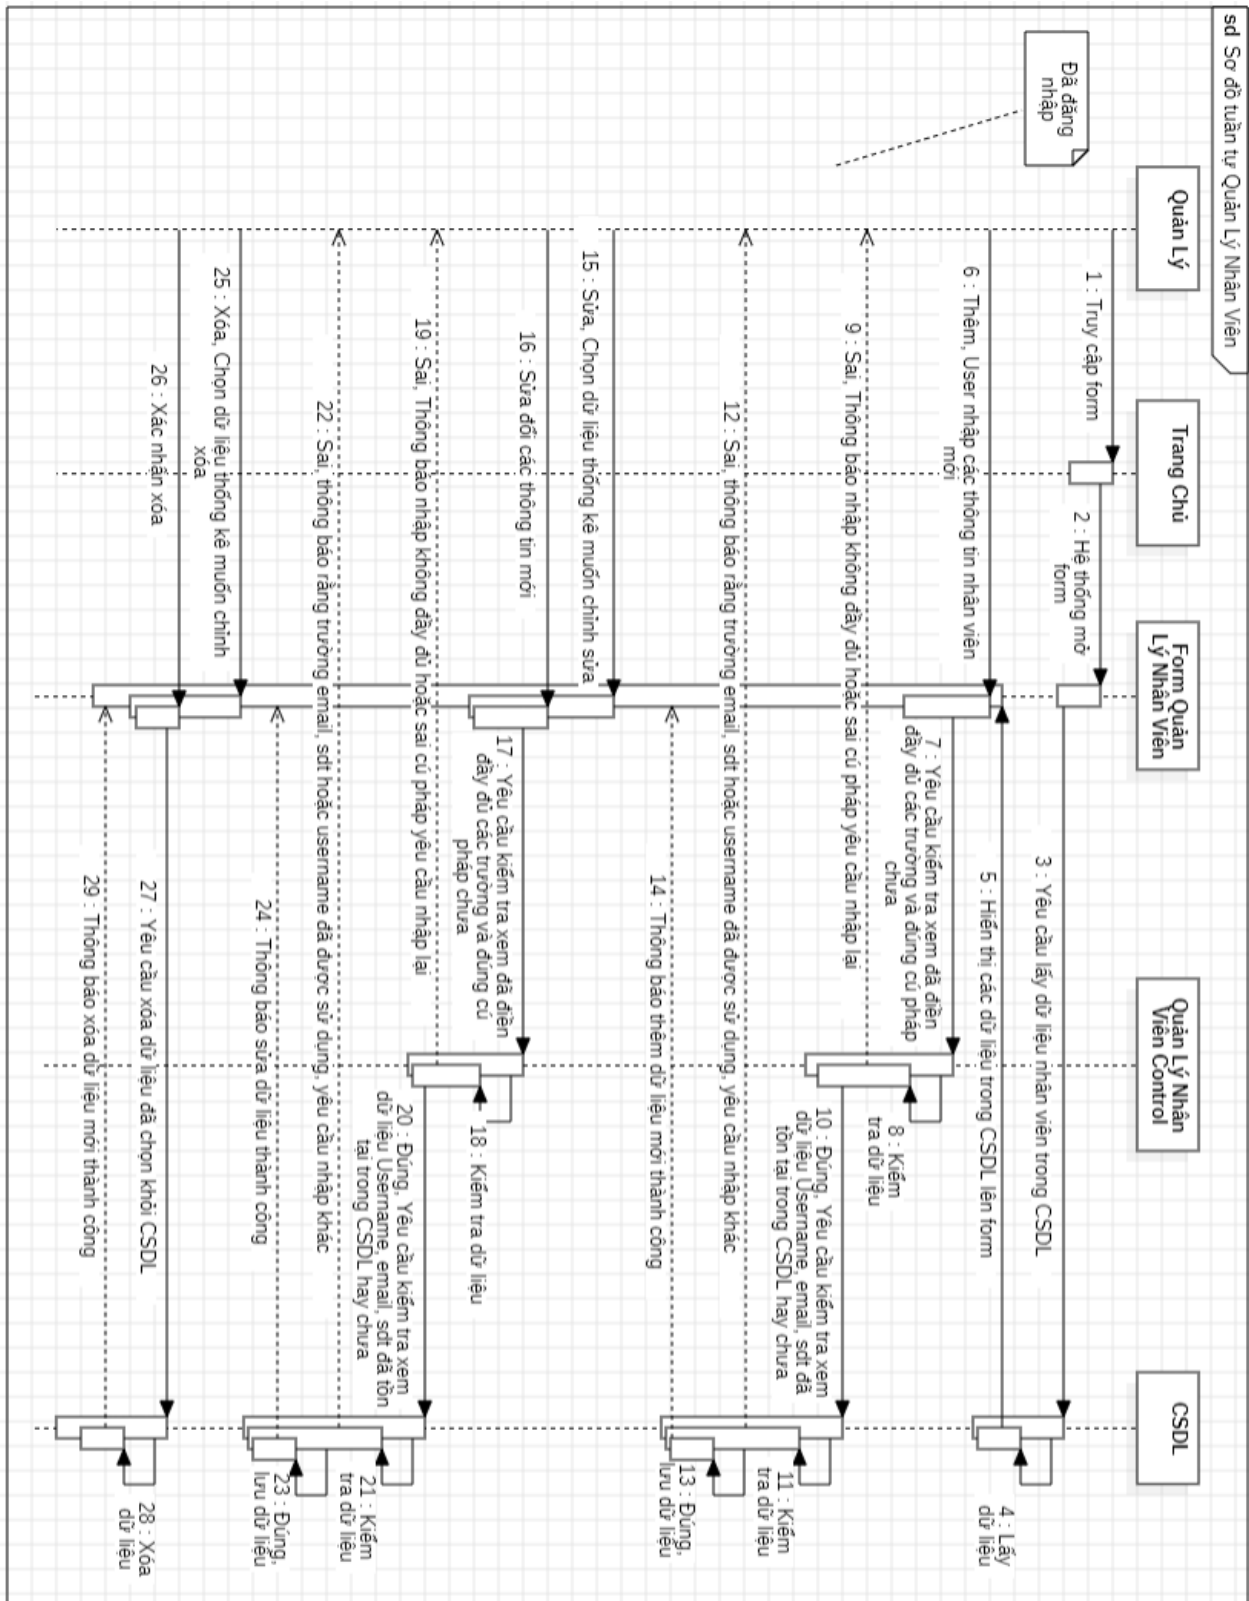 sd Sơ đồ tuần tự Quản Lý Nhân Viên
Đã đăng
nhập
Quản Lý
Trang Chủ
Form Quản
Lý Nhân Viên
Quản Lý Nhân
Viên Control
CSDL
1 : Truy cập form
2 : Hệ thống mở
form
3 : Yêu cầu lấy dữ liệu nhân viên trong CSDL
4 : Lấy
dữ liệu
5 : Hiển thị các dữ liệu trong CSDL lên form
6 : Thêm, User nhập các thông tin nhân viên
mới
7 : Yêu cầu kiểm tra xem đã điền
đầy đủ các trường và đúng cú pháp
chưa
8 : Kiểm
tra dữ liệu
9 : Sai, Thông báo nhập không đầy đủ hoặc sai cú pháp yêu cầu nhập lại
10 : Đúng, Yêu cầu kiểm tra xem
dữ liệu Username, email, sdt đã
tồn tại trong CSDL hay chưa
11 : Kiểm
tra dữ liệu
12 : Sai, thông báo rằng trường email, sdt hoặc username đã được sử dụng, yêu cầu nhập khác
13 : Đúng,
lưu dữ liệu
14 : Thông báo thêm dữ liệu mới thành công
15 : Sửa, Chọn dữ liệu thống kê muốn chỉnh sửa
16 : Sửa đổi các thông tin mới
17 : Yêu cầu kiểm tra xem đã điền
đầy đủ các trường và đúng cú
pháp chưa
18 : Kiểm tra dữ liệu
19 : Sai, Thông báo nhập không đầy đủ hoặc sai cú pháp yêu cầu nhập lại
20 : Đúng, Yêu cầu kiểm tra xem
dữ liệu Username, email, sdt đã tồn
tại trong CSDL hay chưa
21 : Kiểm
tra dữ liệu
22 : Sai, thông báo rằng trường email, sdt hoặc username đã được sử dụng, yêu cầu nhập khác
23 : Đúng,
lưu dữ liệu
24 : Thông báo sửa dữ liệu thành công
25 : Xóa, Chọn dữ liệu thống kê muốn chỉnh
xóa
26 : Xác nhận xóa
27 : Yêu cầu xóa dữ liệu đã chọn khỏi CSDL
28 : Xóa
dữ liệu
29 : Thông báo xóa dữ liệu mới thành công